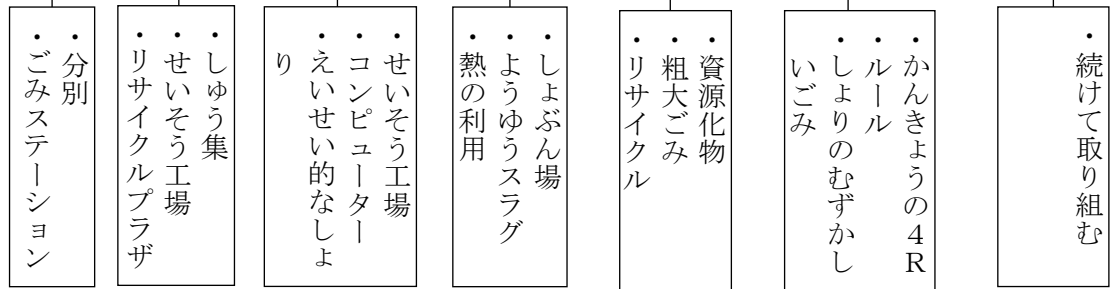 ・続けて取り組む
・かんきょうの４Ｒ
・ルール
・しょりのむずかし
いごみ
・資源化物
・粗大ごみ
・リサイクル
・しょぶん場
・ようゆうスラグ
・熱の利用
・せいそう工場
・コンピューター
・えいせい的なしょ
り
・しゅう集
・せいそう工場
・リサイクルプラザ
・分別
・ごみステーション